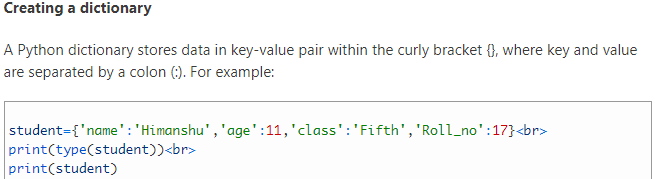 Creating a dictionary
A Python dictionary stores data in key-value pair within the curly bracket {}, where key and value
are separated by a colon (:). For example:
student={'name':'Himanshu','age':11,'class':'Fifth','Roll_no':17}<br>
print(type(student))<br>
print(student)